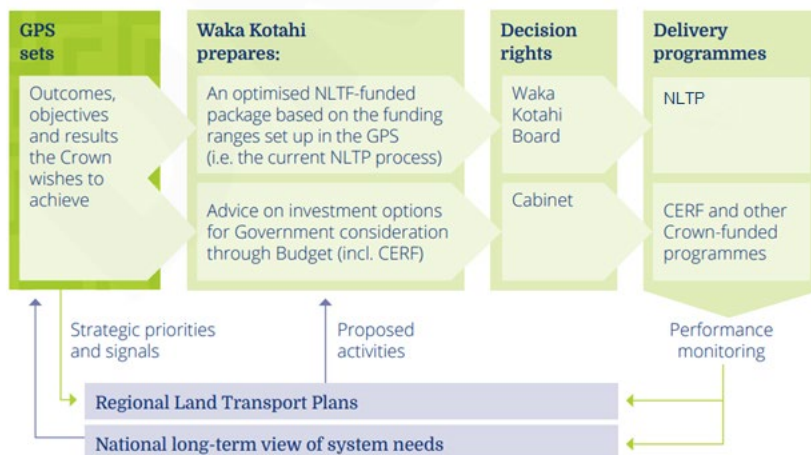 GPS
sets
Outcomes,
objectives
and results
the Crown
wishes to
achieve
Waka Kotahi
prepares:
An optimised NLTF-funded
package based on the funding
ranges set up in the GPS
(i.e. the current NLTP process)
Advice on investment options
for Government consideration
through Budget (incl. CERF)
Decision
rights
Waka
Kotahi
Board
Cabinet
Delivery
programmes
NLTP
CERF and other
Crown-funded
programmes
Strategic priorities
and signals
Proposed
activities
Performance
monitoring
Regional Land Transport Plans
National long-term view of system needs